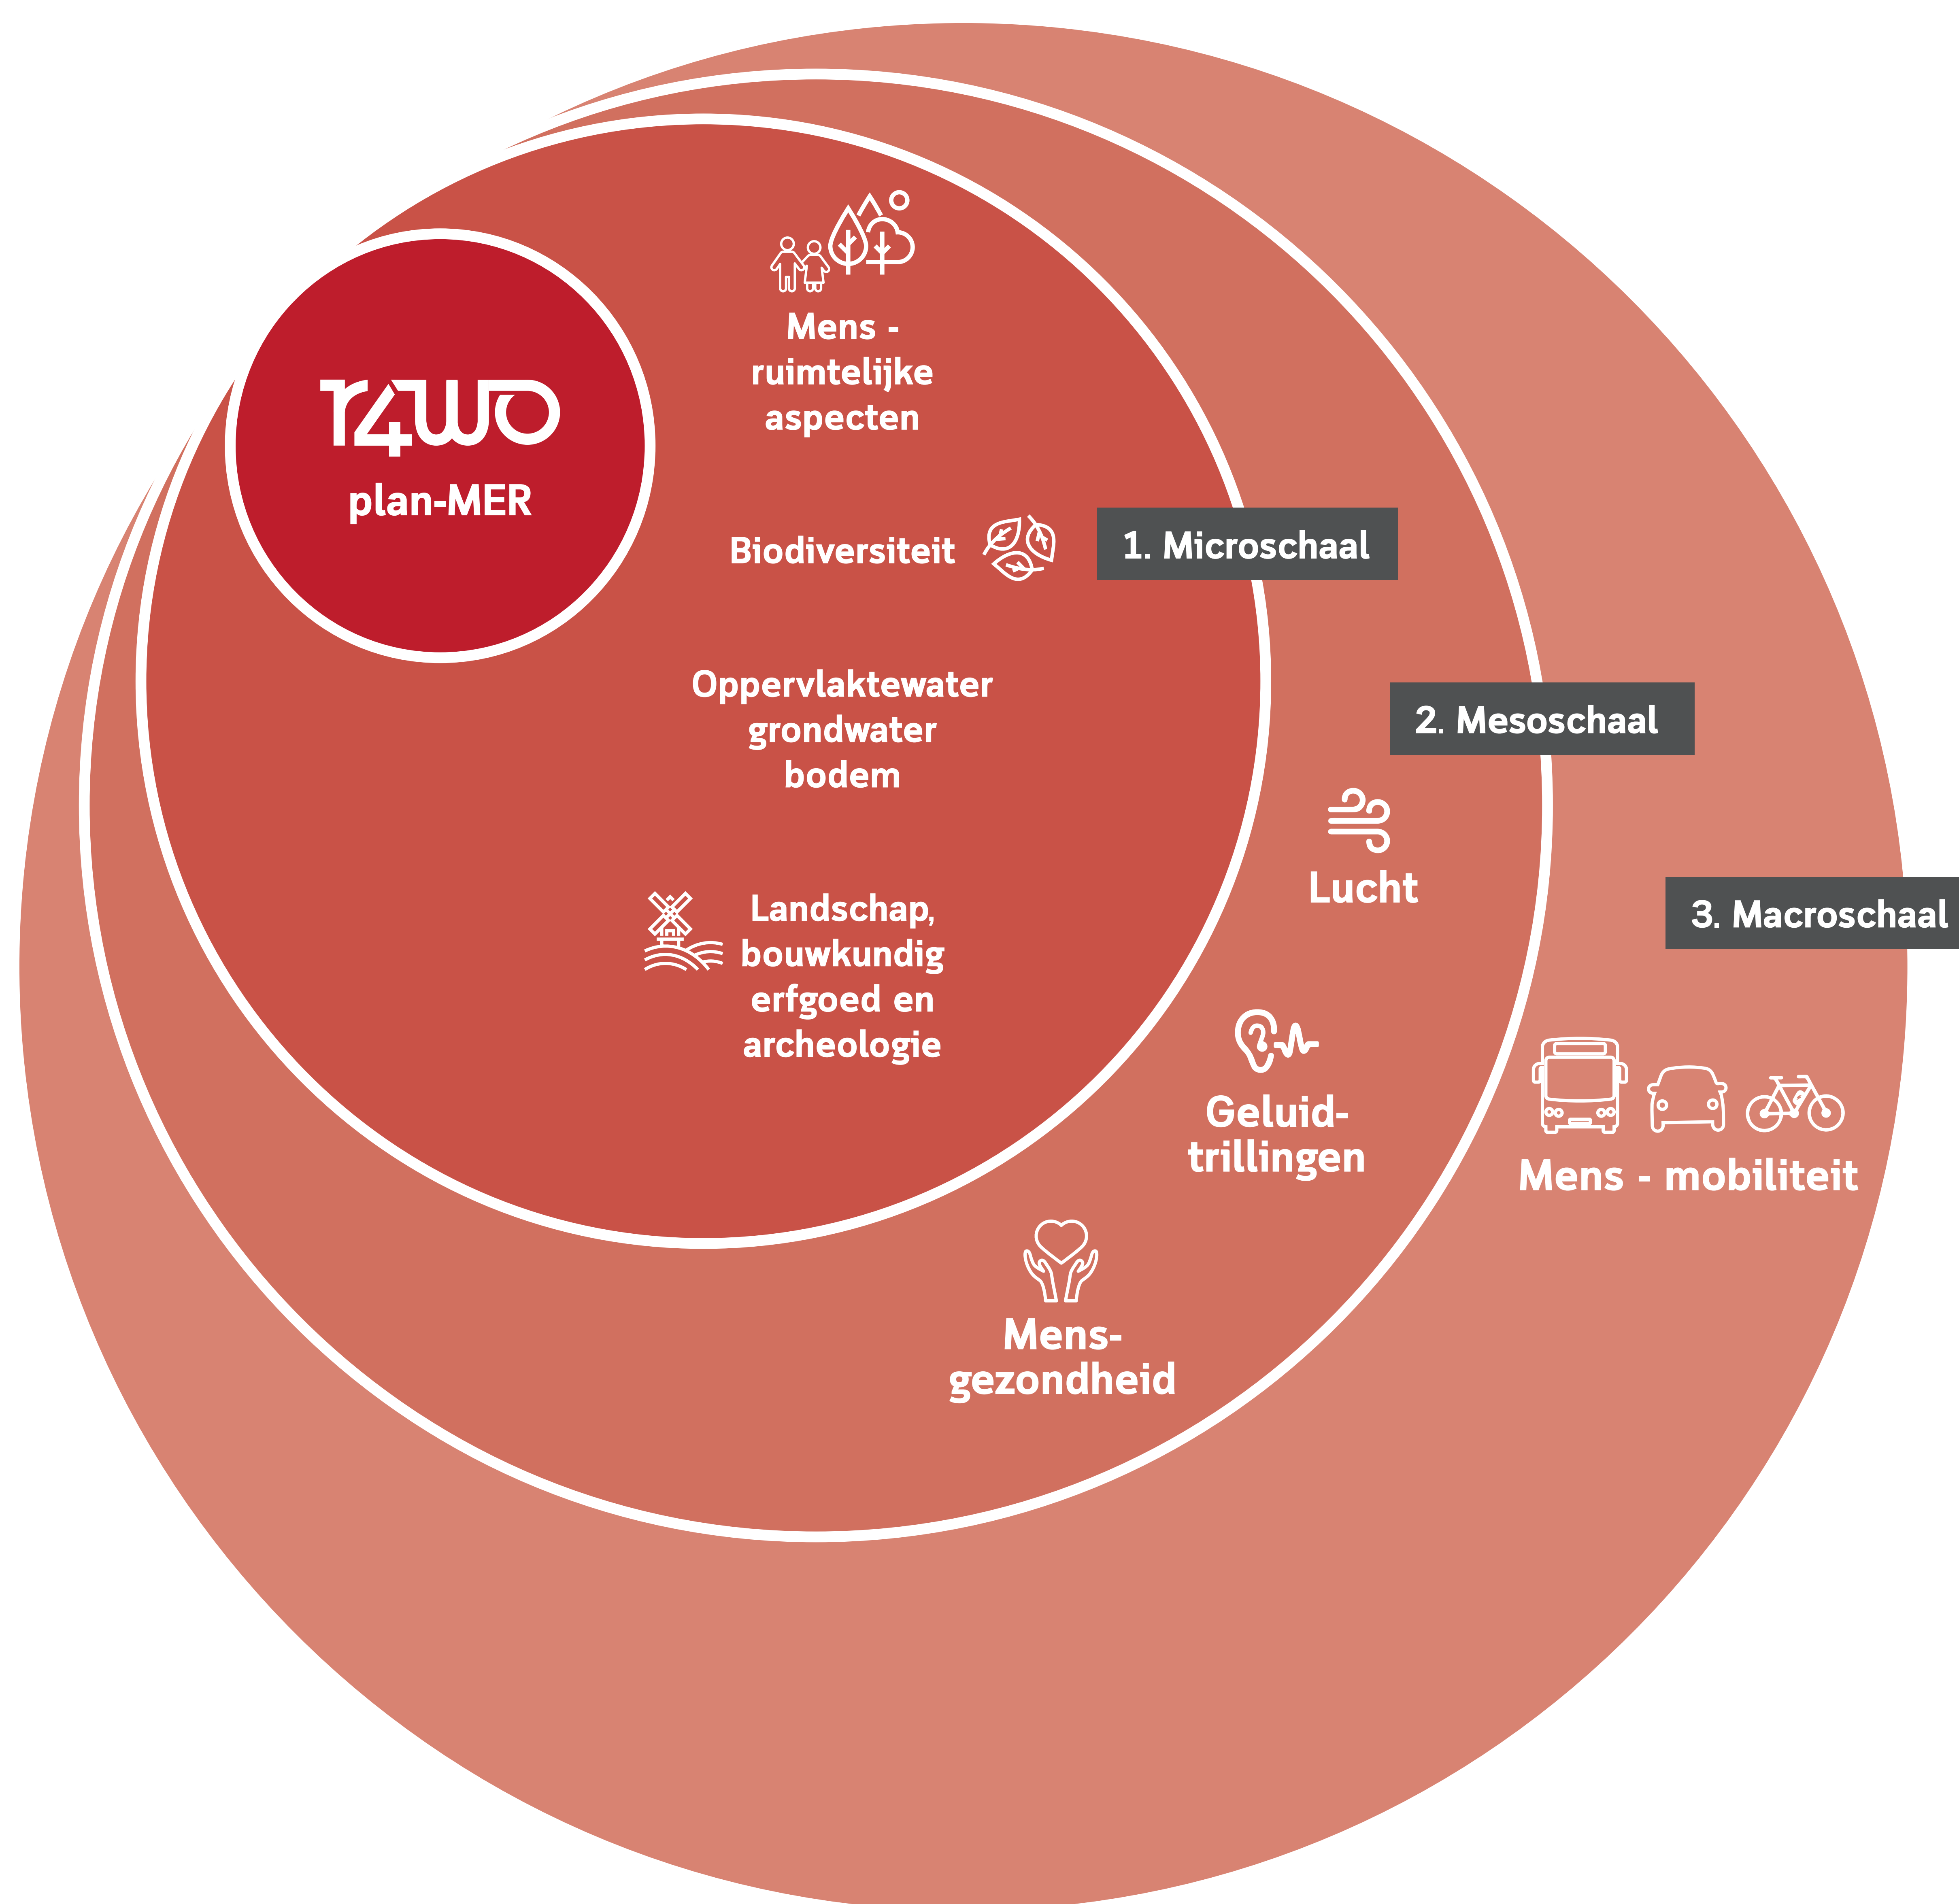 r4wo
plan-MER
Mens -
ruimtelijke
aspecten
Biodiversiteit
1. Microschaal
Oppervlaktewater
grondwater
bodem
Landschap,
bouwkundig
erfgoed en
archeologie
2. Mesoschaal
Lucht
Geluid-
trillingen
Mens-
gezondheid
3. Macroschaal
Mens - mobiliteit